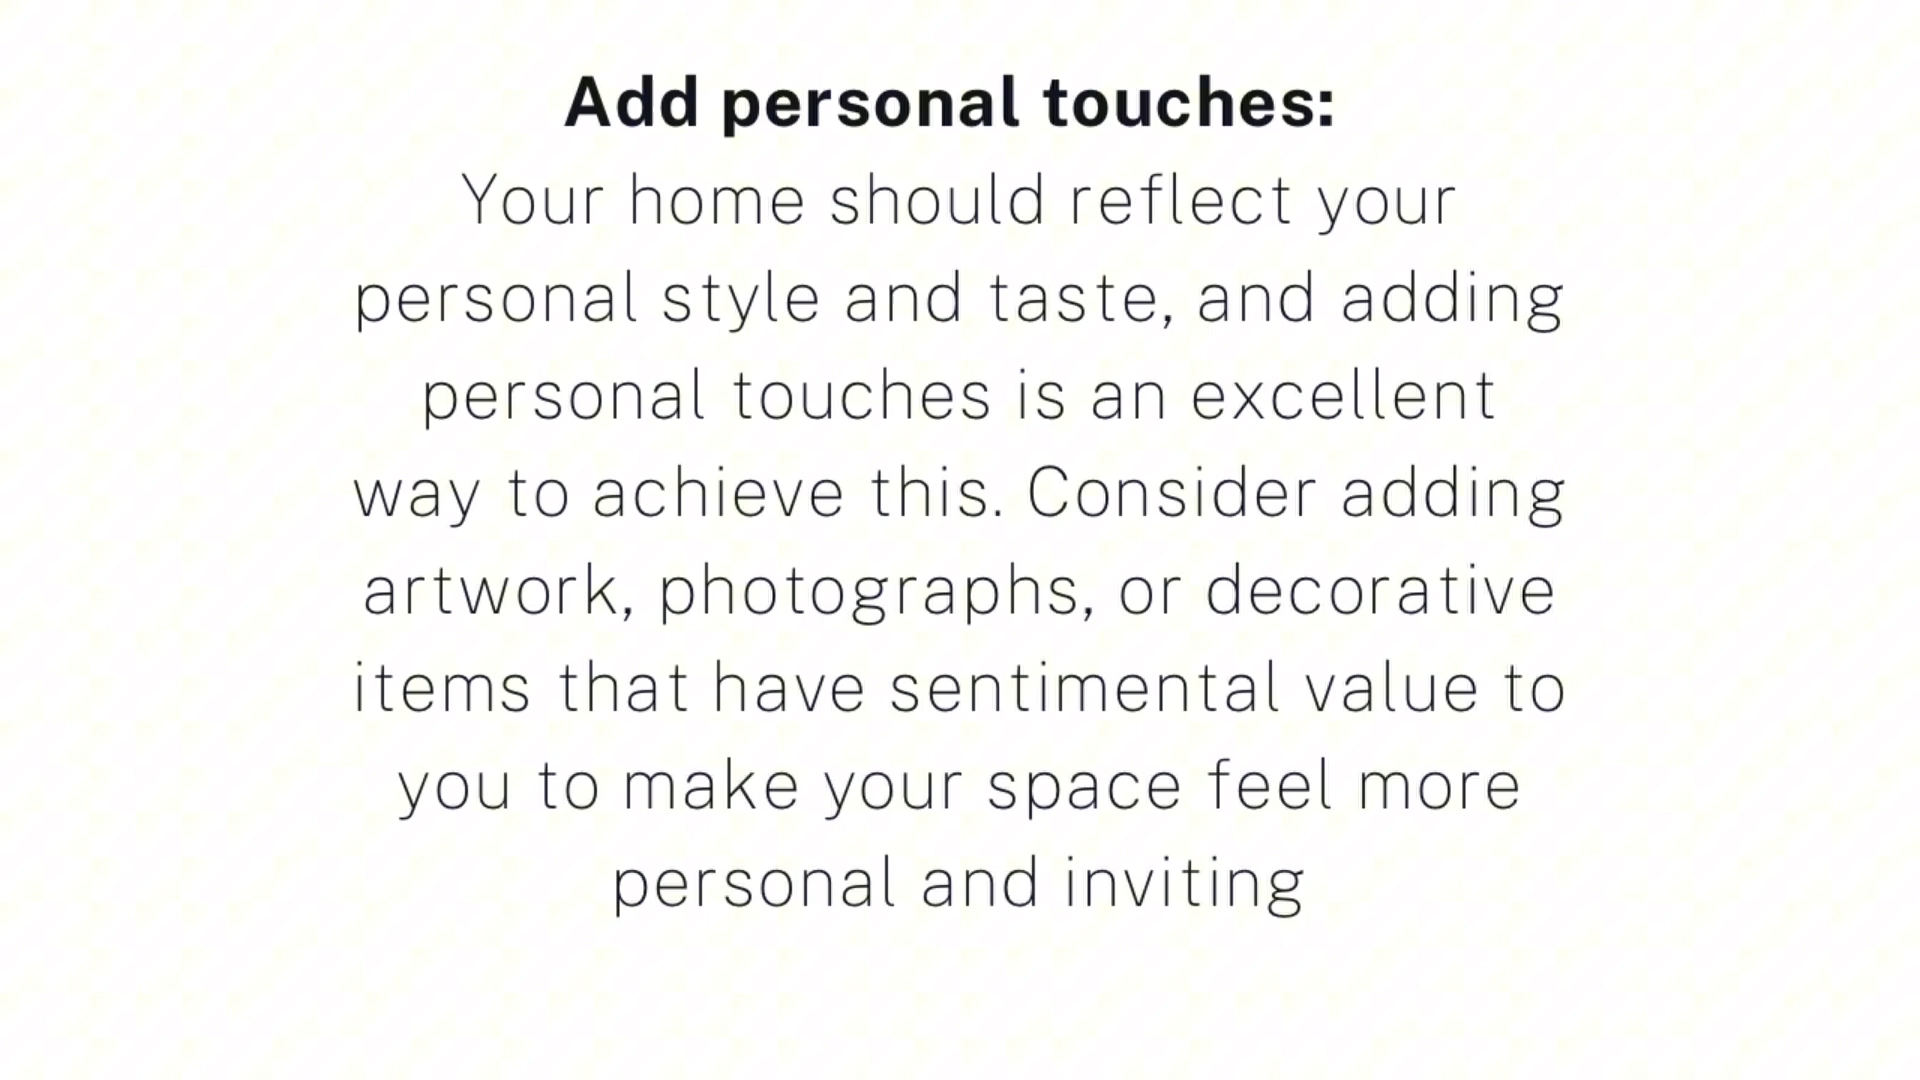 Add personal touches:
Your home should reflect your
personal style and taste, and adding
personal touches is an excellent
way to achieve this. Consider adding
artwork, photographs, or decorative
items that have sentimental value to
you to make your space feel more
personal and inviting